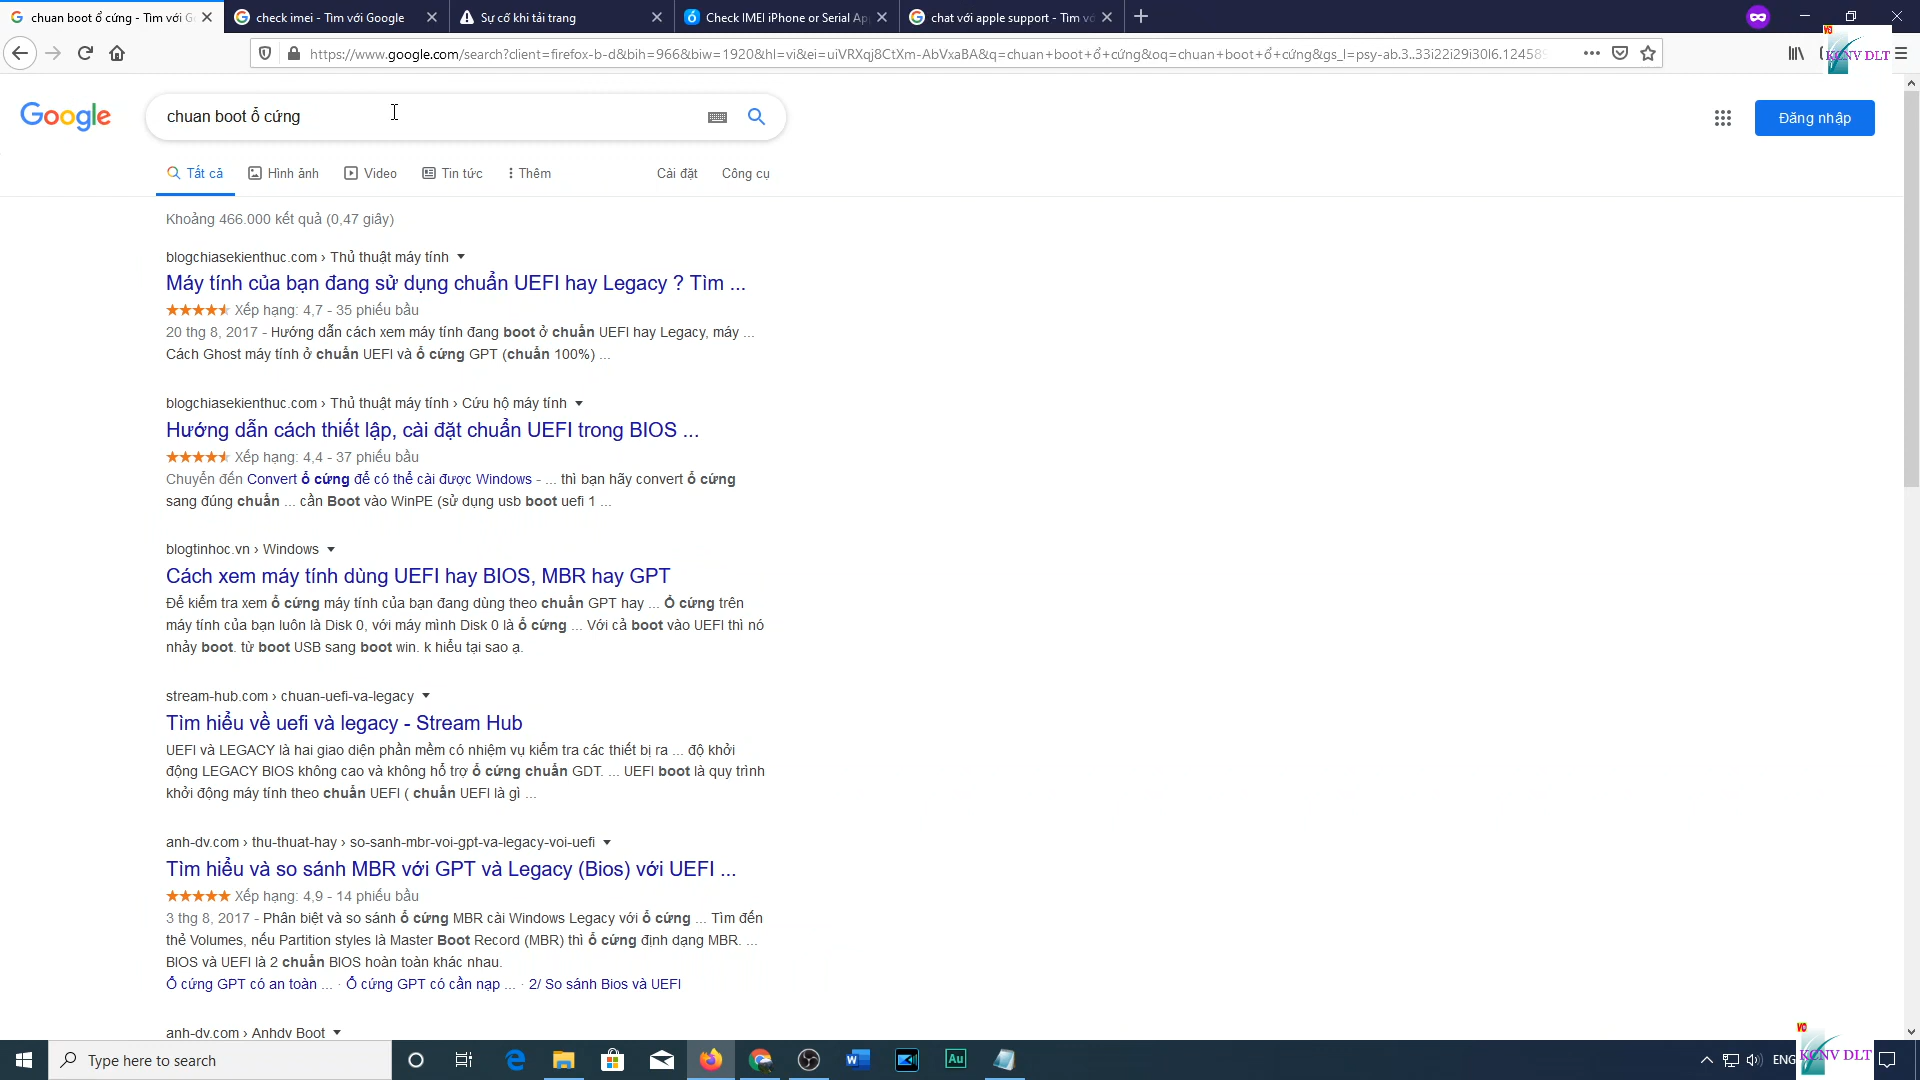 chuan boot ổ cứng - Tìm với G
check imei - Tìm với Google
Sự cố khi tải trang
Check IMEI iPhone or Serial Ap
chat với apple support - Tìm vớ
https://www.google.com/search?client=firefox-b-d&bih=966&biw=1920&hl=vi&ei=uiVRXqj8CtXm-AbVxaBA&q=chuan+boot+ổ+cứng&oq=chuan+boot+ổ+cứng&gs_l=psy-ab.3..33i22i29i30l6.124589
VO
KCNV DLT
Google
chuan boot ổ cứng
Đăng nhập
Tất cả
Hình ảnh
Video
Tin tức
Thêm
Cài đặt
Công cụ
Khoảng 466.000 kết quả (0,47 giây)
blogchiasekienthuc.com › Thủ thuật máy tính
Máy tính của bạn đang sử dụng chuẩn UEFI hay Legacy ? Tìm ...
Xếp hạng: 4,7 - 35 phiếu bầu
20 thg 8, 2017 - Hướng dẫn cách xem máy tính đang boot ở chuẩn UEFI hay Legacy, máy ...
Cách Ghost máy tính ở chuẩn UEFI và ổ cứng GPT (chuẩn 100%) ...
blogchiasekienthuc.com › Thủ thuật máy tính › Cứu hộ máy tính
Hướng dẫn cách thiết lập, cài đặt chuẩn UEFI trong BIOS ...
Xếp hạng: 4,4 - 37 phiếu bầu
Chuyển đến Convert ổ cứng để có thể cài được Windows - ... thì bạn hãy convert ổ cứng
sang đúng chuẩn ... cần Boot vào WinPE (sử dụng usb boot uefi 1 ...
blogtinhoc.vn › Windows
Cách xem máy tính dùng UEFI hay BIOS, MBR hay GPT
Để kiểm tra xem ổ cứng máy tính của bạn đang dùng theo chuẩn GPT hay ... Ổ cứng trên
máy tính của bạn luôn là Disk 0, với máy mình Disk 0 là ổ cứng ... Với cả boot vào UEFI thì nó
nhảy boot. từ boot USB sang boot win. k hiểu tại sao ạ.
stream-hub.com › chuan-uefi-va-legacy
Tìm hiểu về uefi và legacy - Stream Hub
UEFI và LEGACY là hai giao diện phần mềm có nhiệm vụ kiểm tra các thiết bị ra ... độ khởi
động LEGACY BIOS không cao và không hổ trợ ổ cứng chuẩn GDT. ... UEFI boot là quy trình
khởi động máy tính theo chuẩn UEFI ( chuẩn UEFI là gì ...
anh-dv.com › thu-thuat-hay › so-sanh-mbr-voi-gpt-va-legacy-voi-uefi
Tìm hiểu và so sánh MBR với GPT và Legacy (Bios) với UEFI ...
Xếp hạng: 4,9 - 14 phiếu bầu
3 thg 8, 2017 - Phân biệt và so sánh ổ cứng MBR cài Windows Legacy với ổ cứng ... Tìm đến
thẻ Volumes, nếu Partition styles là Master Boot Record (MBR) thì ổ cứng định dạng MBR. ...
BIOS và UEFI là 2 chuẩn BIOS hoàn toàn khác nhau.
Ổ cứng GPT có an toàn ... · Ổ cứng GPT có cần nạp ... · 2/ So sánh Bios và UEFI
anh-dv.com › Anhdv Boot
Type here to search
Au
ENG
VO
KCNV DLT